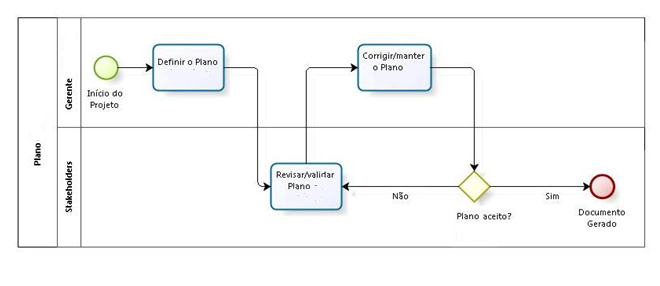 Plano
Gerente
Stakeholders
Início do
Projeto
Definir o Plano
Corrigir/manter
o Plano
Revisar/validar
Plano
Não
Plano aceito?
Sim
Documento
Gerado